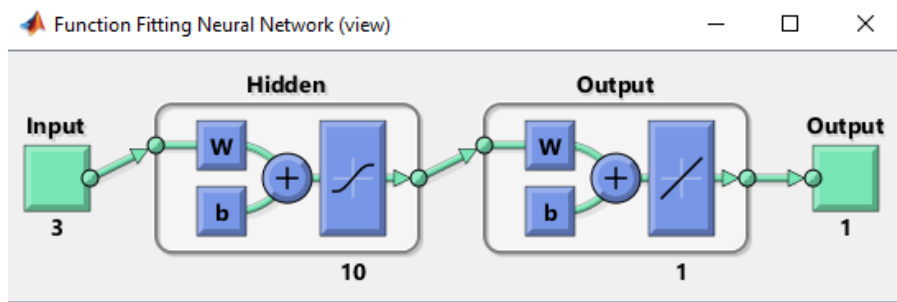 Function Fitting Neural Network (view)
Hidden
Output
Input
Output
W
W
b
b
3
1
10
1